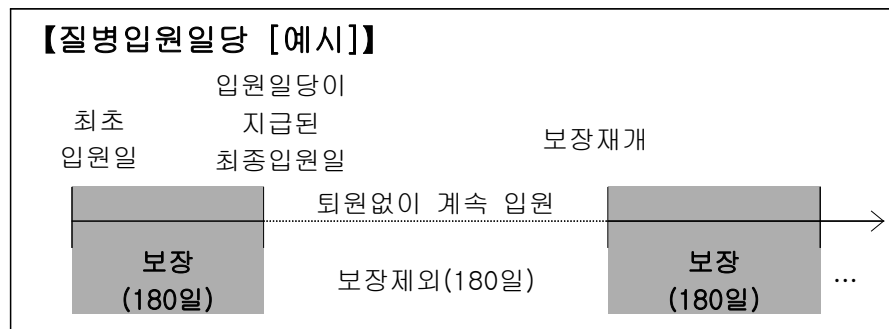 【질병입원일당 [예시]】
최초
입원일
입원일당이
지급된
최종입원일
보장재개
퇴원없이 계속 입원
보장
(180일)
보장제외(180일)
보장
(180일)
…